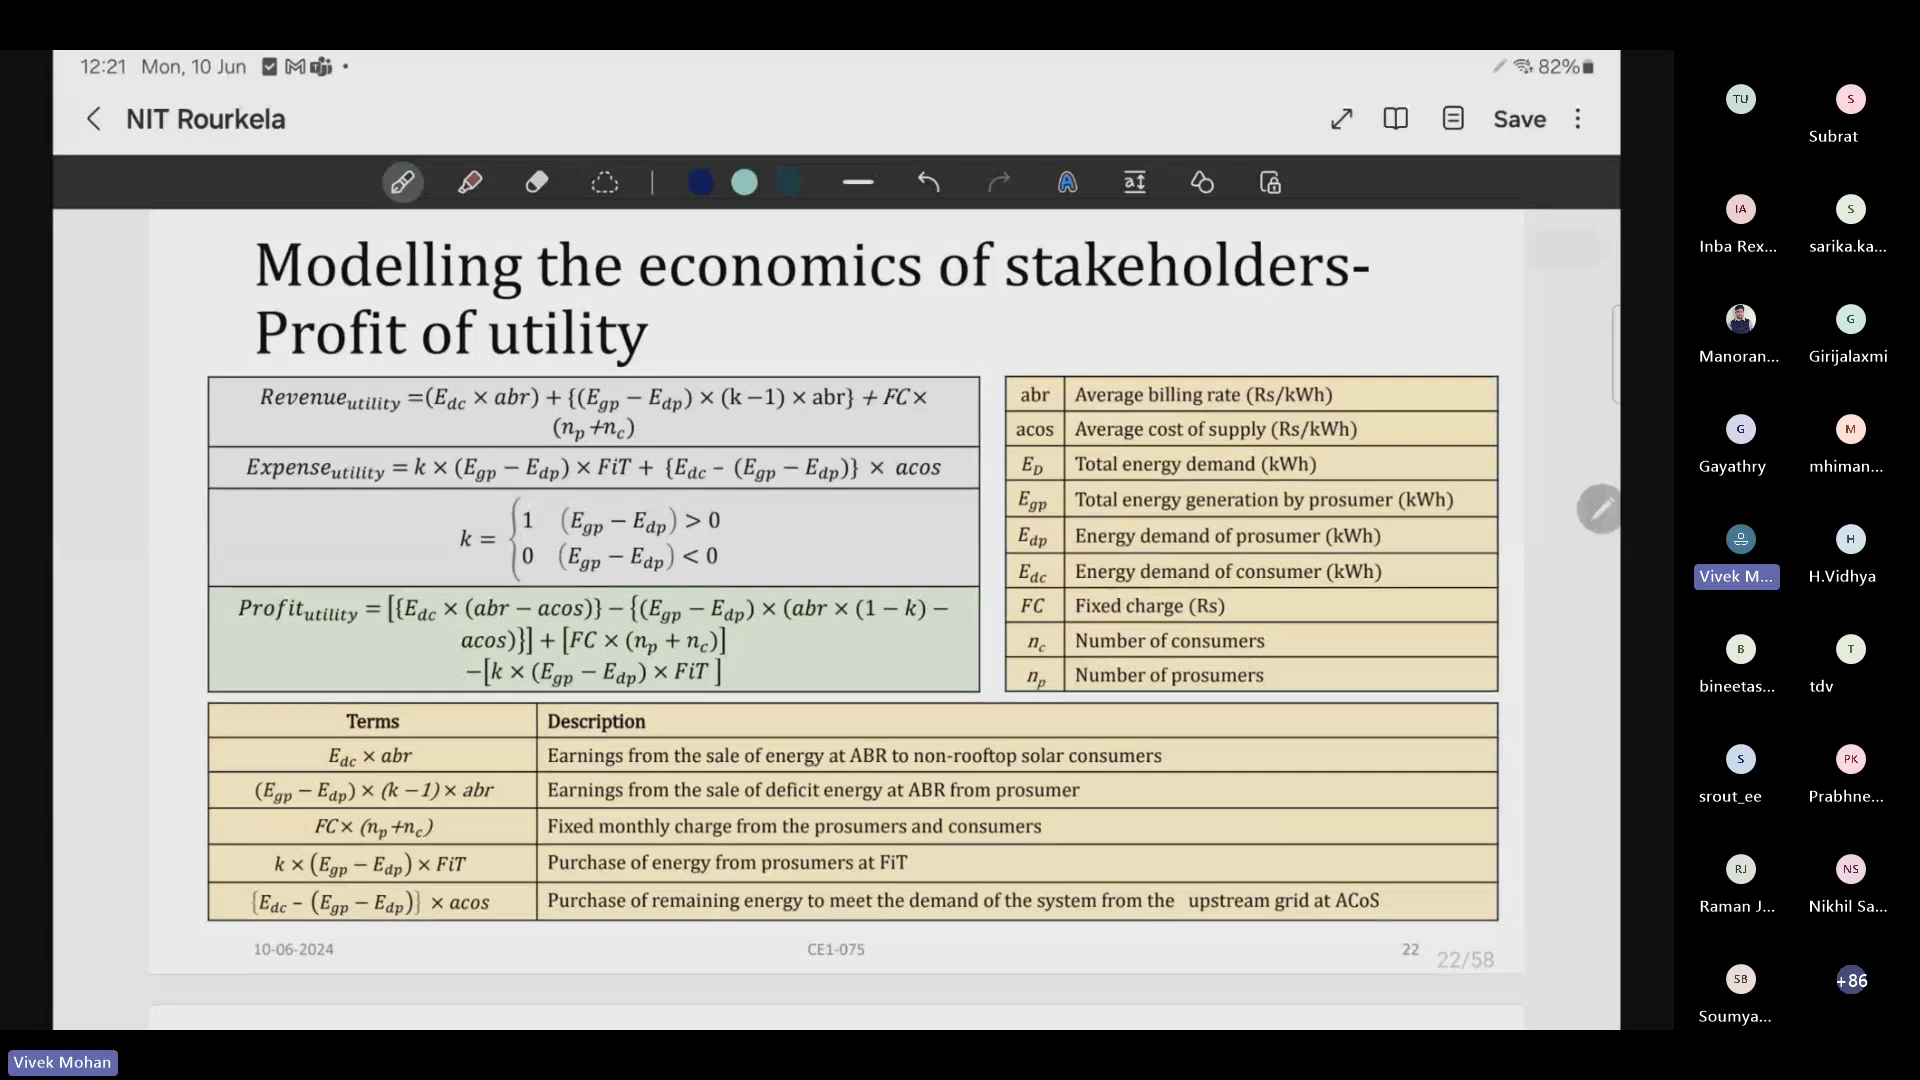 12:21 Mon, 10 Jun
82%
NIT Rourkela
Save
Modelling the economics of stakeholders-
Profit of utility
Revenue_utility =(E_dc × abr) + {(E_gp − E_dp) × (k −1) × abr} + FC×
(n_p +n_c)
Expense_utility = k × (E_gp − E_dp) × FiT + {E_dc − (E_gp − E_dp)} × acos
k = { 1 (E_gp − E_dp) > 0
0 (E_gp − E_dp) < 0
Profit_utility = [{E_dc × (abr − acos)} − {(E_gp − E_dp) × (abr × (1 − k) −
acos)}] + [FC × (n_p + n_c)]
−[k × (E_gp − E_dp) × FiT ]
abr Average billing rate (Rs/kWh)
acos Average cost of supply (Rs/kWh)
E_D Total energy demand (kWh)
E_gp Total energy generation by prosumer (kWh)
E_dp Energy demand of prosumer (kWh)
E_dc Energy demand of consumer (kWh)
FC Fixed charge (Rs)
n_c Number of consumers
n_p Number of prosumers
Terms Description
E_dc × abr Earnings from the sale of energy at ABR to non-rooftop solar consumers
(E_gp − E_dp) × (k −1) × abr Earnings from the sale of deficit energy at ABR from prosumer
FC× (n_p +n_c) Fixed monthly charge from the prosumers and consumers
k × (E_gp − E_dp) × FiT Purchase of energy from prosumers at FiT
{E_dc − (E_gp − E_dp)} × acos Purchase of remaining energy to meet the demand of the system from the upstream grid at ACoS
10-06-2024 CE1-075 22
22/58
TU S
Subrat
IA S
Inba Rex... sarika.ka...
G
Manoran... Girijalaxmi
G M
Gayathry mhiman...
H
Vivek M... H.Vidhya
B T
bineetas... tdv
S PK
srout_ee Prabhne...
RJ NS
Raman J... Nikhil Sa...
SB +86
Soumya...
Vivek Mohan